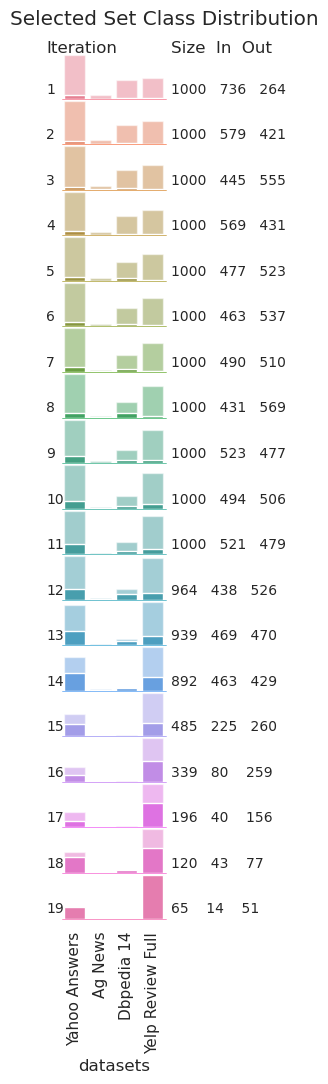 Selected Set Class Distribution
Iteration Size In Out
1 1000 736 264
2 1000 579 421
3 1000 445 555
4 1000 569 431
5 1000 477 523
6 1000 463 537
7 1000 490 510
8 1000 431 569
9 1000 523 477
10 1000 494 506
11 1000 521 479
12 964 438 526
13 939 469 470
14 892 463 429
15 485 225 260
16 339 80 259
17 196 40 156
18 120 43 77
19 65 14 51
Yahoo Answers
Ag News
Dbpedia 14
Yelp Review Full
datasets